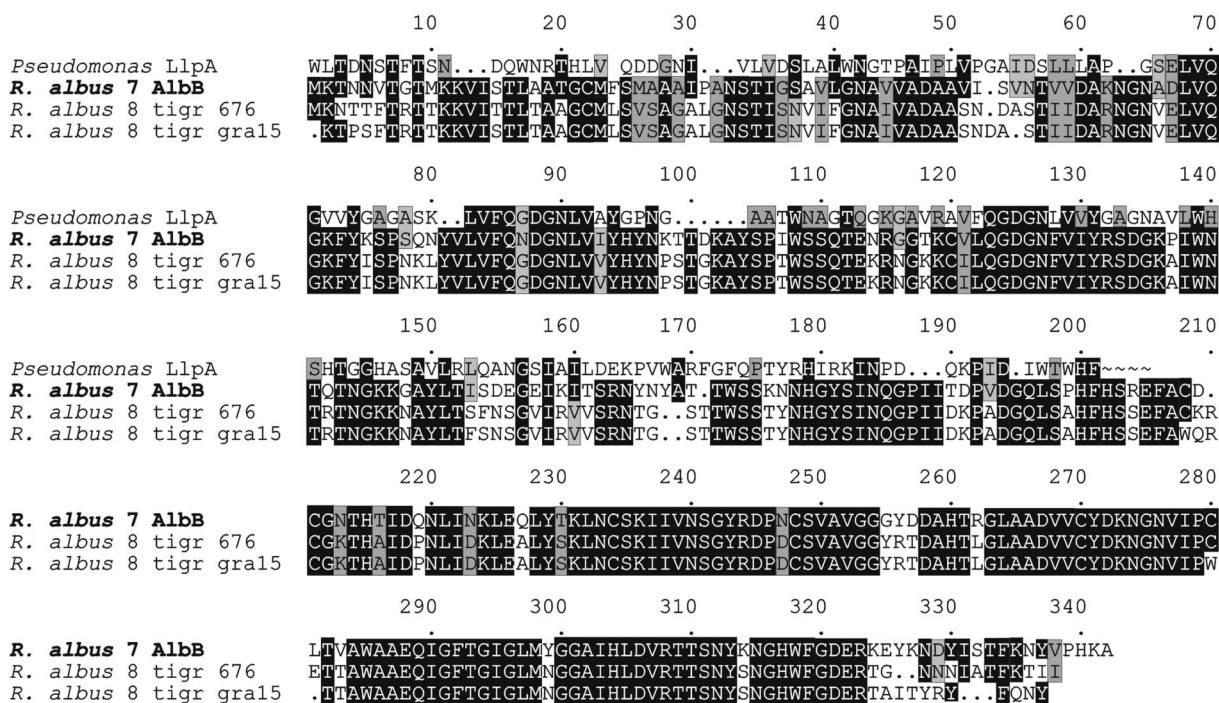 10 20 30 40 50 60 70
Pseudomonas LlpA WLTDNSTFTSN...DQWNRTHLV.QDDGNI..VLVDSLALWNGTPAIPLVPGAIDSLLLAP..GSELVQ
R. albus 7 AlbB MKTNNVTGTMKKVISTLAATGCMFSMAAAIPANSTIGSAVLGNAVVADAAVI.SVNTVVDAKNGNADLVQ
R. albus 8 tigr 676 MKNTTFTRTTKKVITTLTAAGCMLSVSAGALGNSTISNVIFGNAIVADAASN.DASTIIDARNGNVELVQ
R. albus 8 tigr gra15 .KTPSFTRTTKKVISTLTAAGCMLSVSAGALGNSTISNVIFGNAIVADAASNDA.STIIDARNGNVELVQ
80 90 100 110 120 130 140
Pseudomonas LlpA GVVYGAGASK..LVFQGDGNLVAYGPNG......AATWNAGTQGKGAVRAVFQGDGNLVVYGAGNAVLWH
R. albus 7 AlbB GKFYKSPSQNYVLVFQNDGNLVIYHYNKTTDKAYSPIWSSQTENRGGTKCVLQGDGNFVIYRSDGKPIWN
R. albus 8 tigr 676 GKFYISPNKLYVLVFQGDGNLVVYHYNPSTGKAYSPTWSSQTEKRNGKKCILQGDGNFVIYRSDGKPIWN
R. albus 8 tigr gra15 GKFYISPNKLYVLVFQGDGNLVVYHYNPSTGKAYSPTWSSQTEKRNGKKCILQGDGNFVIYRSDGKAIWN
150 160 170 180 190 200 210
Pseudomonas LlpA SHTGGHASAVLRLQANGSIAILDEKPVWARFGFQPTYRHIRKINPD..QKPID.IWTWHF~~~~
R. albus 7 AlbB TQTNGKKGAYLTISDEGEIKITSRNYNYAT.TWSSKNNHGYSINQGPIITDPVDGQLSPHFHSREFACD.
R. albus 8 tigr 676 TRTNGKKNAYLTSFNSGVIRVVSRNTG..STTWSSTYNHGYSINQGPIIDKPADGQLSAHFHSSEFACKR
R. albus 8 tigr gra15 TRTNGKKNAYLTFSNSGVIRVVSRNTG..STTWSSTYNHGYSINQGPIIDKPADGQLSAHFHSSEFAWQR
220 230 240 250 260 270 280
R. albus 7 AlbB CGNTHTIDQNLINKLEQLYTKLNCSKIIVNSGYRDPNCSVAVGGGYDDAHTRGLAADVVCYDKNGNVIPC
R. albus 8 tigr 676 CGKTHAIDPNLIDKLEALYSKLNCSKIIVNSGYRDPDCSVAVGGYRTDAHTLGLAADVVCYDKNGNVIPC
R. albus 8 tigr gra15 CGKTHAIDPNLIDKLEALYSKLNCSKIIVNSGYRDPDCSVAVGGYRTDAHTLGLAADVVCYDKNGNVIPW
290 300 310 320 330 340
R. albus 7 AlbB LTVAWAAEQIGFTGIGLMYGGAIHLDVRTTSNYKNGHWFGDERKEYKNDYISTFKNYVPHKA
R. albus 8 tigr 676 ETTAWAAEQIGFTGIGLMNGGAIHLDVRTTSNYSNGHWFGDERTG..NNNIATFKTII
R. albus 8 tigr gra15 .TTAWAAEQIGFTGIGLMNGGAIHLDVRTTSNYSNGHWFGDERTAITYRY...FQNY